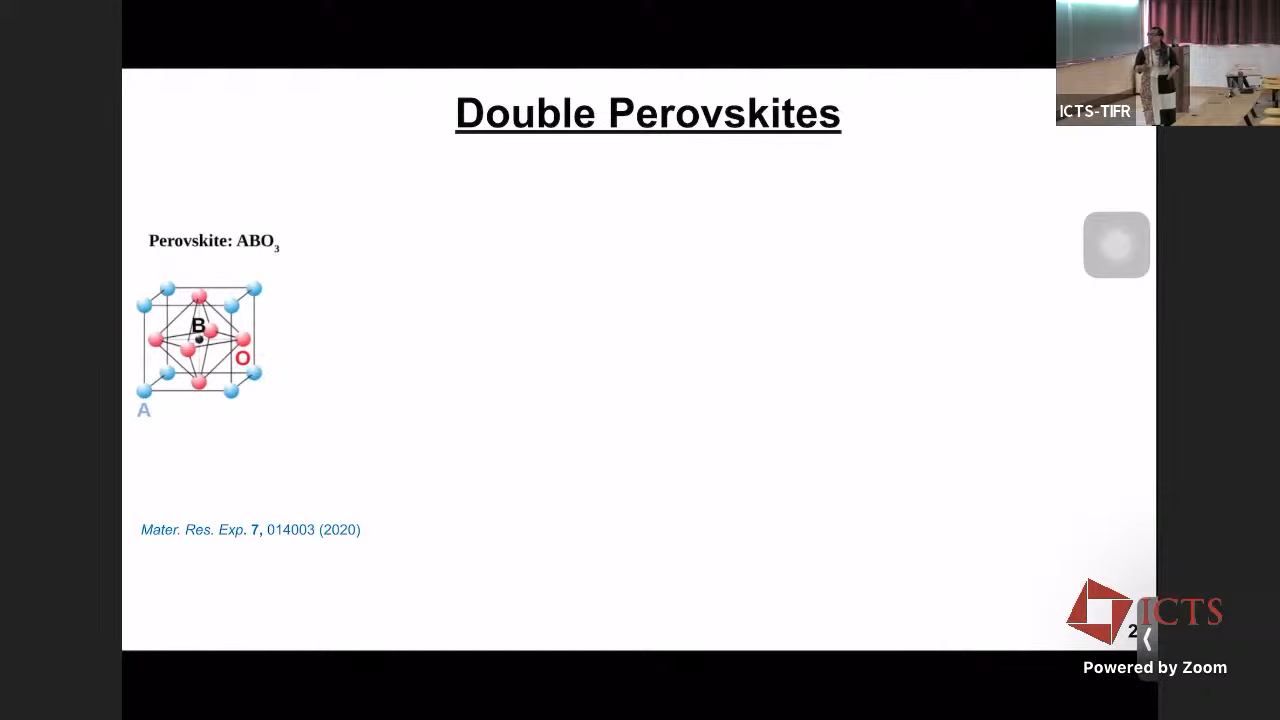 Double Perovskites
ICTS-TIFR
Perovskite: ABO₃
B
O
A
Mater. Res. Exp. 7, 014003 (2020)
ICTS
2
Powered by Zoom